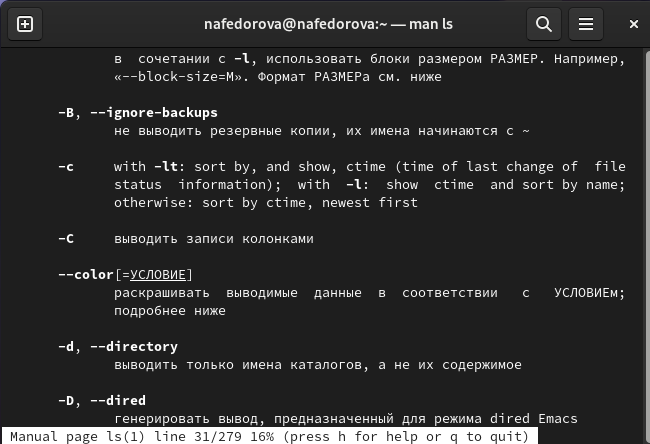 nafedorova@nafedorova:~ — man ls
в сочетании с -l, использовать блоки размером РАЗМЕР. Например,
«--block-size=M». Формат РАЗМЕРа см. ниже
-B, --ignore-backups
не выводить резервные копии, их имена начинаются с ~
-c with -lt: sort by, and show, ctime (time of last change of file
status information); with -l: show ctime and sort by name;
otherwise: sort by ctime, newest first
-C выводить записи колонками
--color[=УСЛОВИЕ]
раскрашивать выводимые данные в соответствии с УСЛОВИЕм;
подробнее ниже
-d, --directory
выводить только имена каталогов, а не их содержимое
-D, --dired
генерировать вывод, предназначенный для режима dired Emacs
Manual page ls(1) line 31/279 16% (press h for help or q to quit)